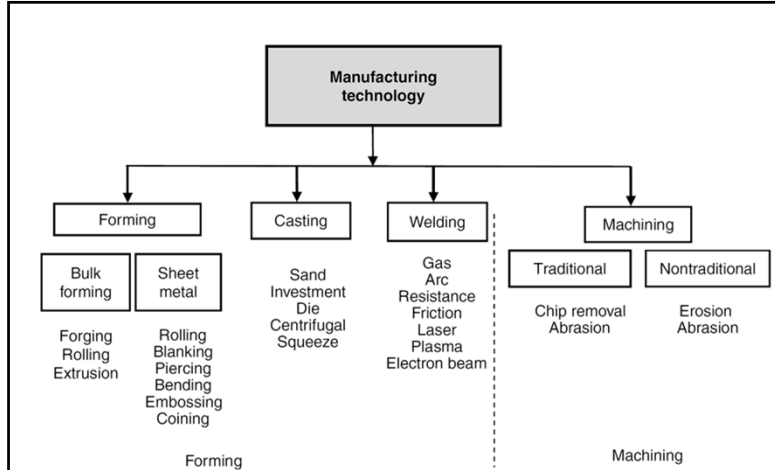 Manufacturing
technology
Forming
Casting
Welding
Machining
Bulk
forming
Sheet
metal
Traditional
Nontraditional
Forging
Rolling
Extrusion
Rolling
Blanking
Piercing
Bending
Embossing
Coining
Sand
Investment
Die
Centrifugal
Squeeze
Gas
Arc
Resistance
Friction
Laser
Plasma
Electron beam
Chip removal
Abrasion
Erosion
Abrasion
Forming
Machining